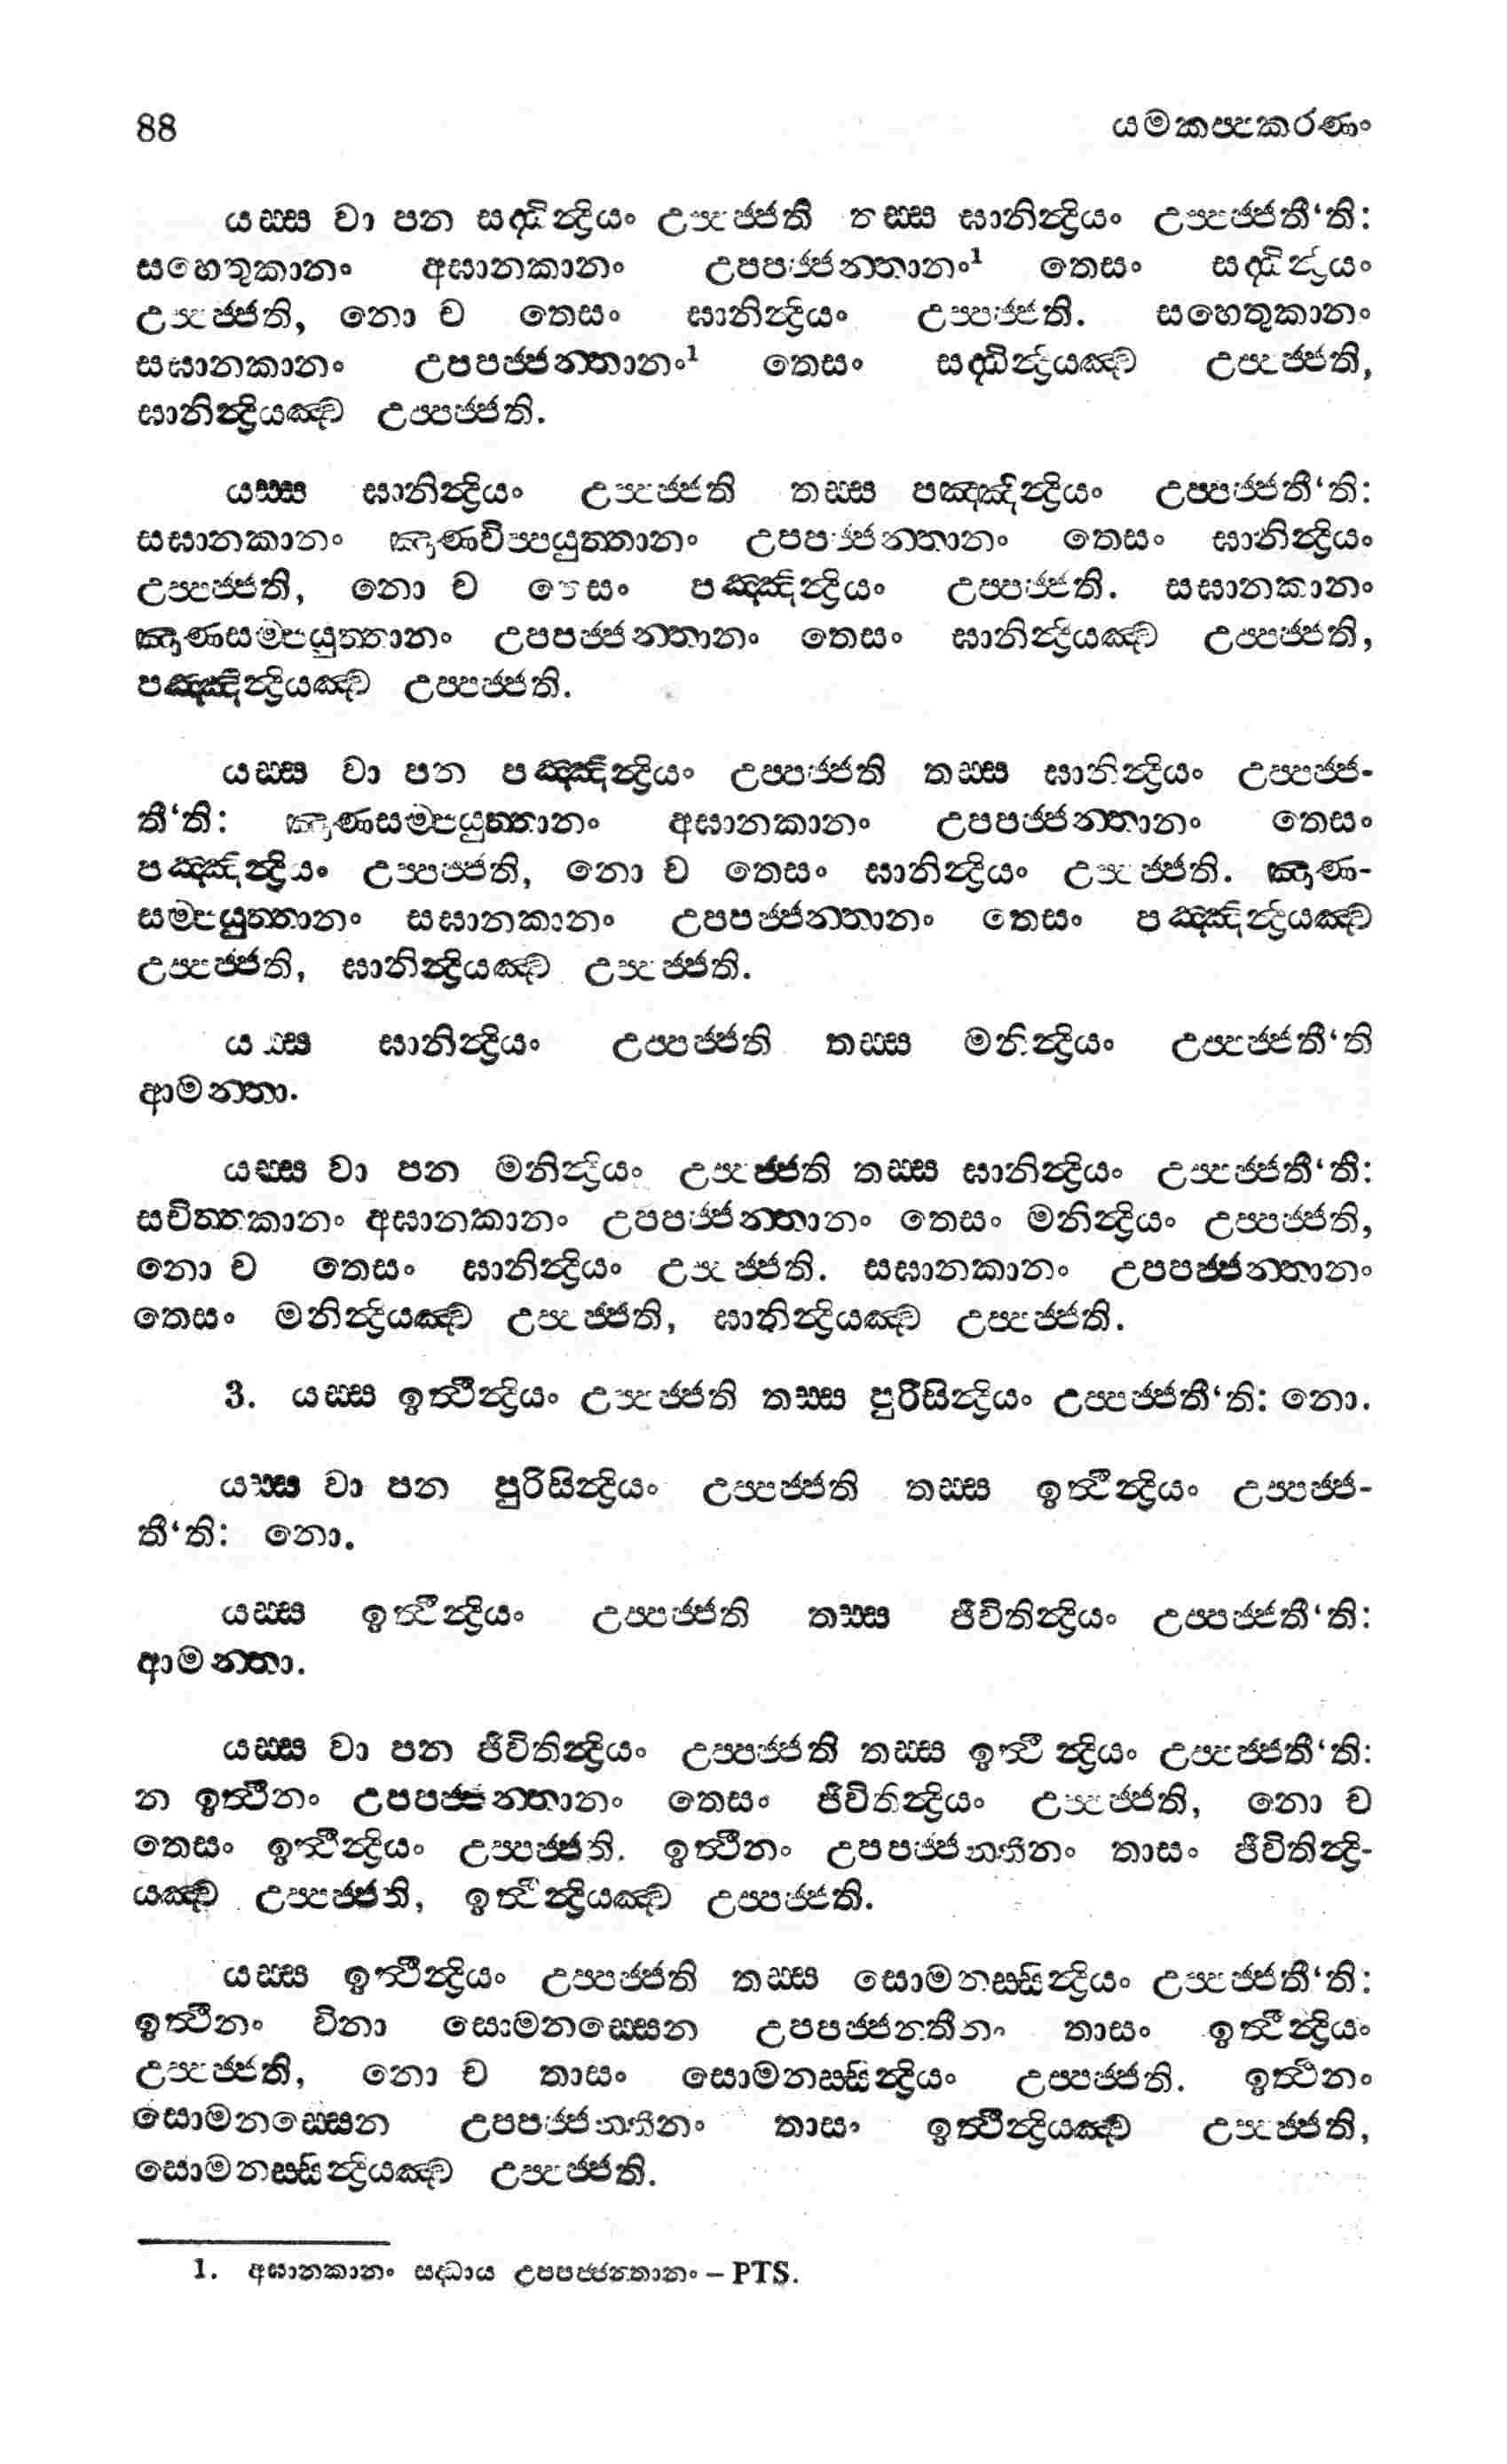 88 යමකප්පකරණං
යස්ස වා පන සද්ධින්ද්‍රියං උප්පජ්ජති තස්ස ඝානින්ද්‍රියං උප්පජ්ජතී‘ති:
සහෙතුකානං අඝානකානං උපපජ්ජන්තානං¹ තෙසං සද්ධින්ද්‍රියං
උප්පජ්ජති, නො ච තෙසං ඝානින්ද්‍රියං උප්පජ්ජති. සහෙතුකානං
සඝානකානං උපපජ්ජන්තානං¹ තෙසං සද්ධින්ද්‍රියඤ්ච උප්පජ්ජති,
ඝානින්ද්‍රියඤ්ච උප්පජ්ජති.
යස්ස ඝානින්ද්‍රියං උප්පජ්ජති තස්ස පඤ්ඤින්ද්‍රියං උප්පජ්ජතී‘ති:
සඝානකානං ඤාණවිප්පයුත්තානං උපපජ්ජන්තානං තෙසං ඝානින්ද්‍රියං
උප්පජ්ජති, නො ච තෙසං පඤ්ඤින්ද්‍රියං උප්පජ්ජති. සඝානකානං
ඤාණසම්පයුත්තානං උපපජ්ජන්තානං තෙසං ඝානින්ද්‍රියඤ්ච උප්පජ්ජති,
පඤ්ඤින්ද්‍රියඤ්ච උප්පජ්ජති.
යස්ස වා පන පඤ්ඤින්ද්‍රියං උප්පජ්ජති තස්ස ඝානින්ද්‍රියං උප්පජ්ජ-
තී‘ති: ඤාණසම්පයුත්තානං අඝානකානං උපපජ්ජන්තානං තෙසං
පඤ්ඤින්ද්‍රියං උප්පජ්ජති, නො ච තෙසං ඝානින්ද්‍රියං උප්පජ්ජති. ඤාණ-
සම්පයුත්තානං සඝානකානං උපපජ්ජන්තානං තෙසං පඤ්ඤින්ද්‍රියඤ්ච
උප්පජ්ජති, ඝානින්ද්‍රියඤ්ච උප්පජ්ජති.
යස්ස ඝානින්ද්‍රියං උප්පජ්ජති තස්ස මනින්ද්‍රියං උප්පජ්ජතී‘ති
ආමන්තා.
යස්ස වා පන මනින්ද්‍රියං උප්පජ්ජති තස්ස ඝානින්ද්‍රියං උප්පජ්ජතී‘ති:
සචිත්තකානං අඝානකානං උපපජ්ජන්තානං තෙසං මනින්ද්‍රියං උප්පජ්ජති,
නො ච තෙසං ඝානින්ද්‍රියං උප්පජ්ජති. සඝානකානං උපපජ්ජන්තානං
තෙසං මනින්ද්‍රියඤ්ච උප්පජ්ජති, ඝානින්ද්‍රියඤ්ච උප්පජ්ජති.
3. යස්ස ඉත්ථින්ද්‍රියං උප්පජ්ජති තස්ස පුරිසින්ද්‍රියං උප්පජ්ජතී‘ති: නො.
යස්ස වා පන පුරිසින්ද්‍රියං උප්පජ්ජති තස්ස ඉත්ථින්ද්‍රියං උප්පජ්ජ-
තී‘ති: නො.
යස්ස ඉත්ථින්ද්‍රියං උප්පජ්ජති තස්ස ජීවිතින්ද්‍රියං උප්පජ්ජතී‘ති:
ආමන්තා.
යස්ස වා පන ජීවිතින්ද්‍රියං උප්පජ්ජති තස්ස ඉත්ථින්ද්‍රියං උප්පජ්ජතී‘ති:
න ඉත්ථීනං උපපජ්ජන්තානං තෙසං ජීවිතින්ද්‍රියං උප්පජ්ජති, නො ච
තෙසං ඉත්ථින්ද්‍රියං උප්පජ්ජති. ඉත්ථීනං උපපජ්ජන්තීනං තාසං ජීවිතින්ද්‍රි-
යඤ්ච උප්පජ්ජති, ඉත්ථින්ද්‍රියඤ්ච උප්පජ්ජති.
යස්ස ඉත්ථින්ද්‍රියං උප්පජ්ජති තස්ස සොමනස්සින්ද්‍රියං උප්පජ්ජතී‘ති:
ඉත්ථීනං විනා සොමනස්සෙන උපපජ්ජන්තීනං තාසං ඉත්ථින්ද්‍රියං
උප්පජ්ජති, නො ච තාසං සොමනස්සින්ද්‍රියං උප්පජ්ජති. ඉත්ථීනං
සොමනස්සෙන උපපජ්ජන්තීනං තාසං ඉත්ථින්ද්‍රියඤ්ච උප්පජ්ජති,
සොමනස්සින්ද්‍රියඤ්ච උප්පජ්ජති.
1. අඝානකානං සද්ධාය උපපජ්ජන්තානං – PTS.